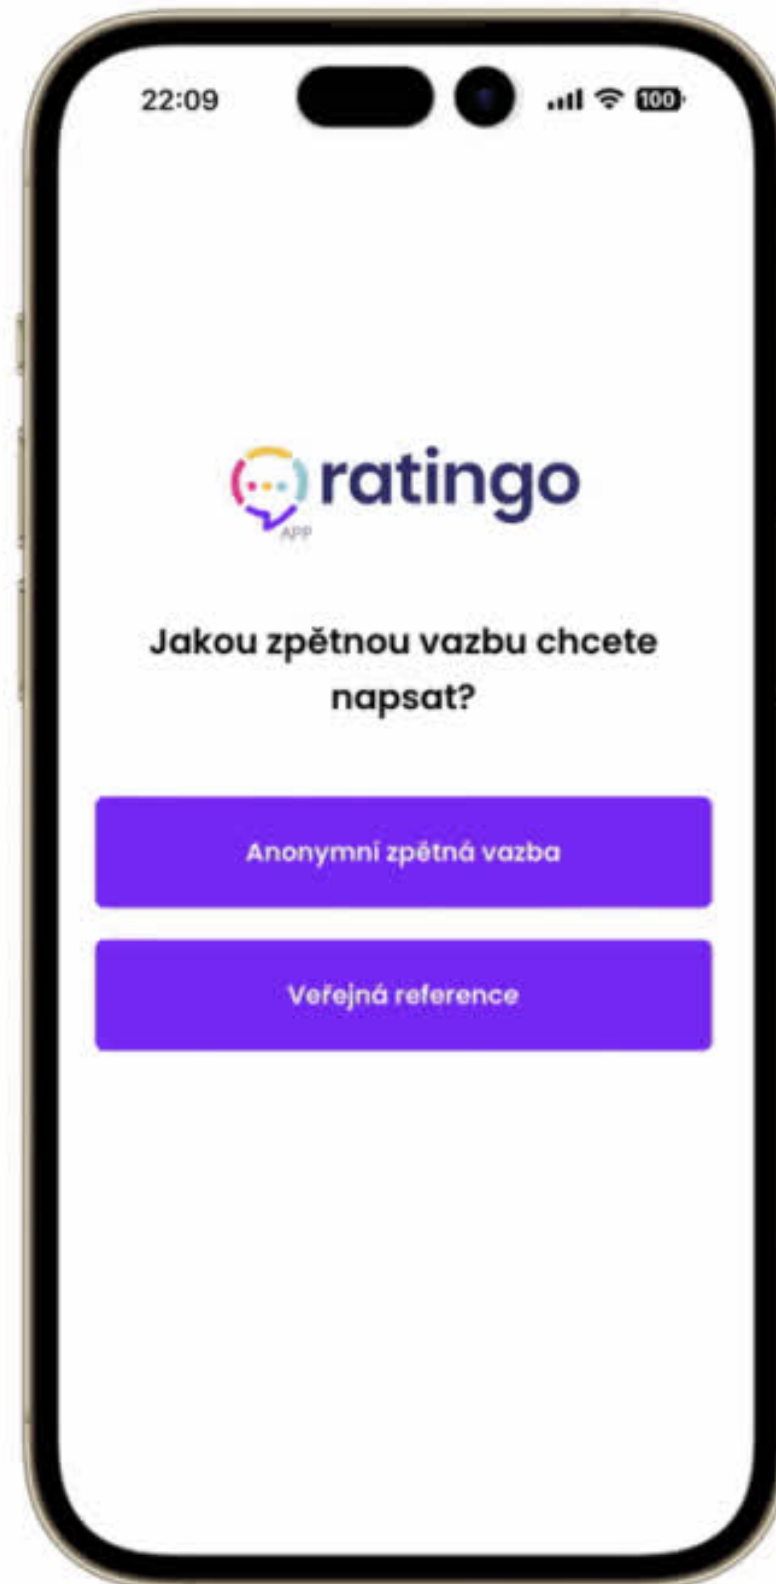 22:09
100
ratingo
APP
Jakou zpětnou vazbu chcete
napsat?
Anonymní zpětná vazba
Veřejná reference